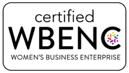 certified
WBENC
WOMEN'S BUSINESS ENTERPRISE